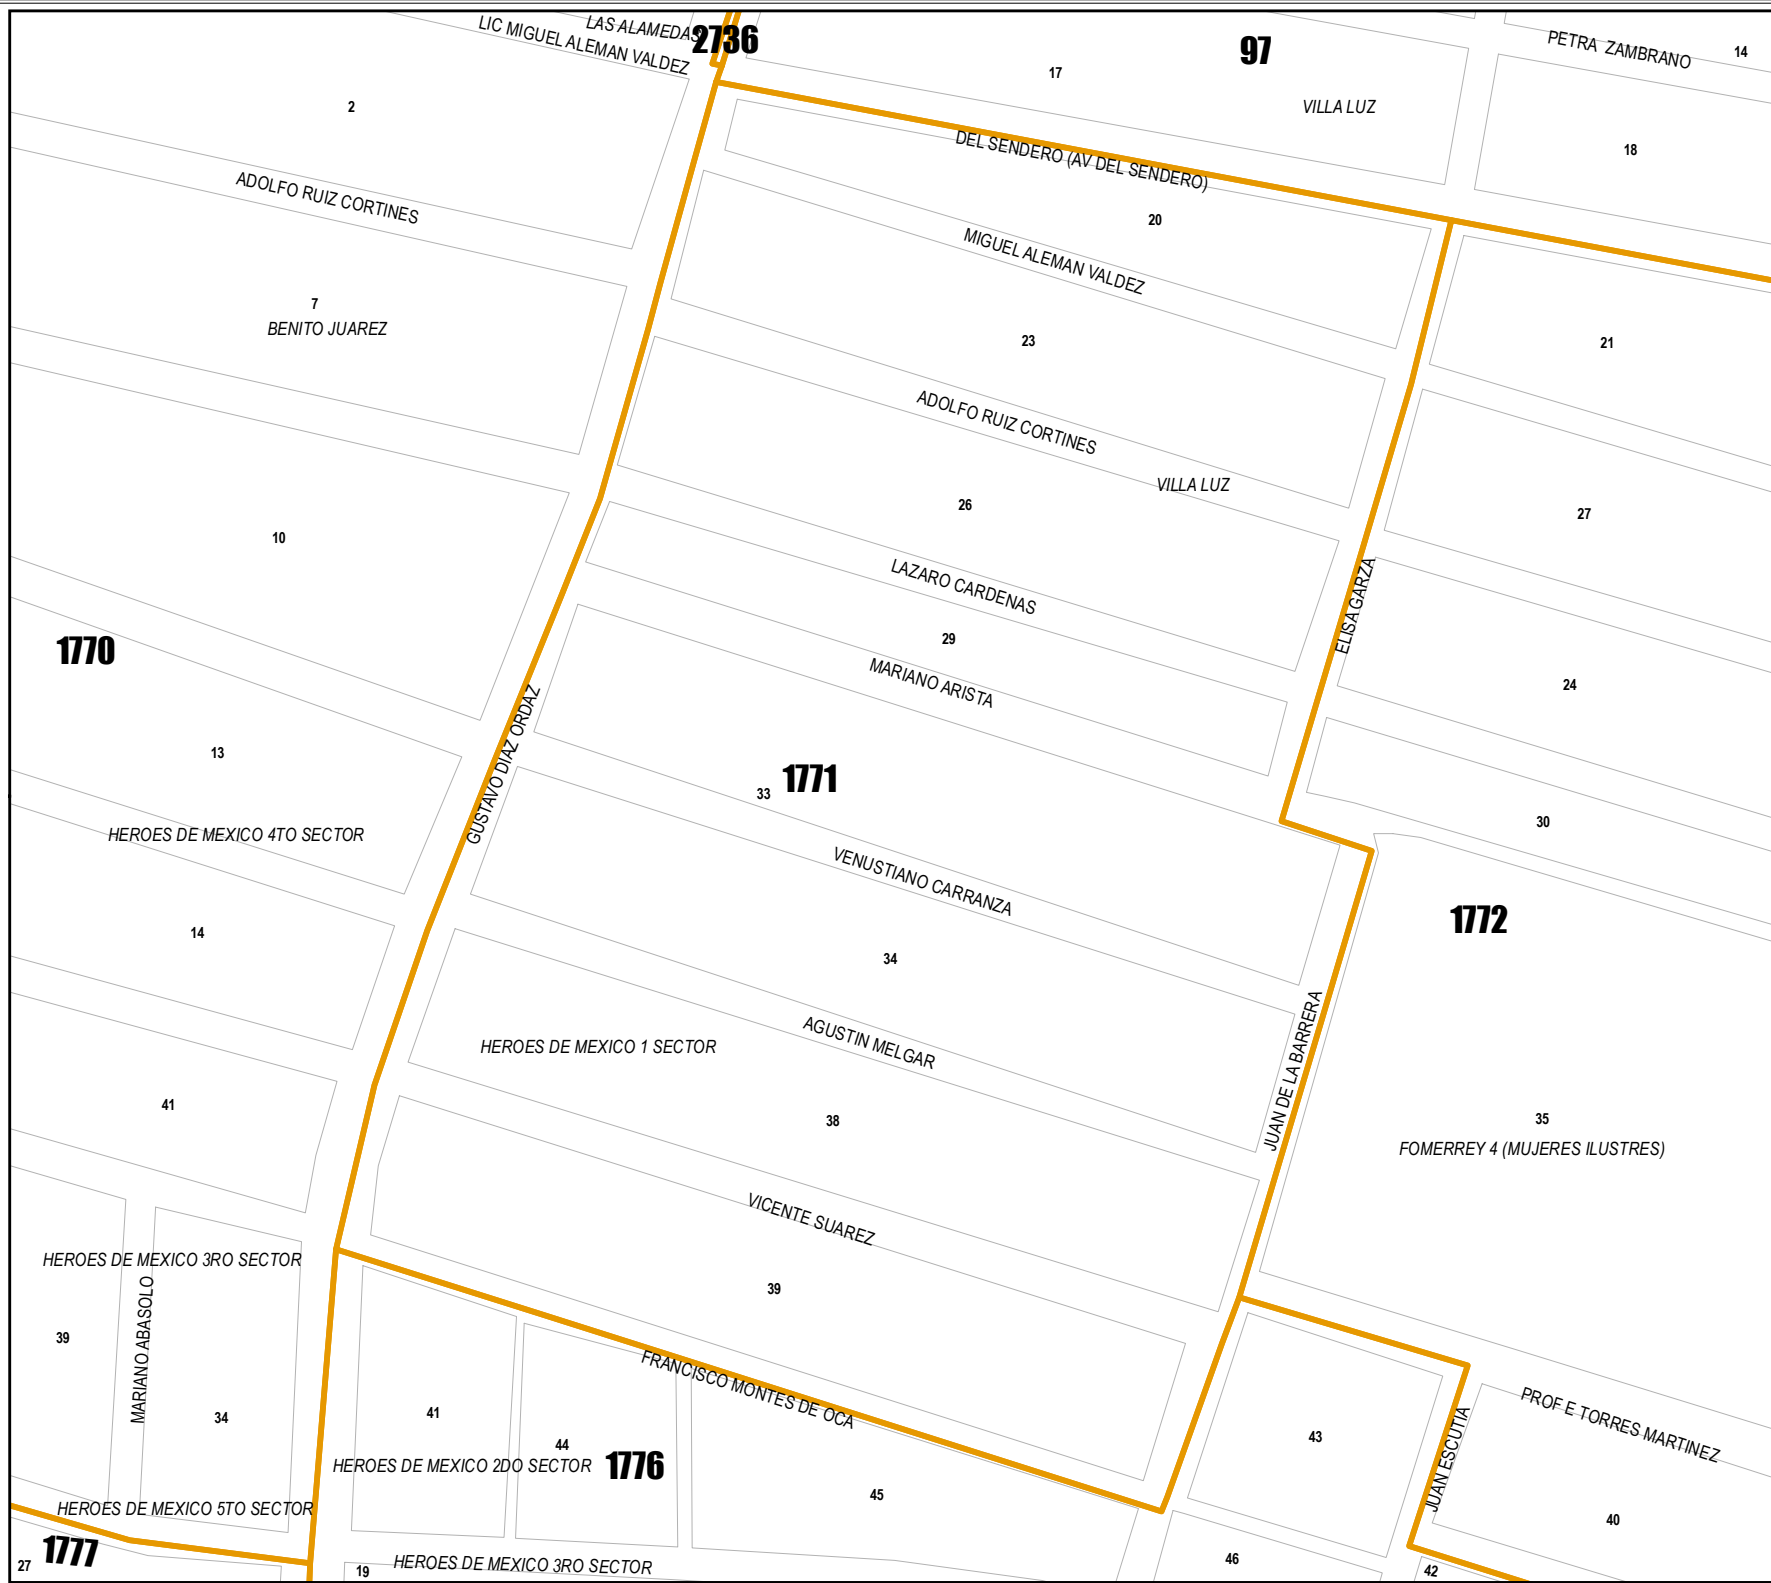 LAS ALAMEDAS
LIC MIGUEL ALEMAN VALDEZ
2736
97
PETRA ZAMBRANO
14
17
2
VILLA LUZ
18
DEL SENDERO (AV DEL SENDERO)
ADOLFO RUIZ CORTINES
20
MIGUEL ALEMAN VALDEZ
7
BENITO JUAREZ
23
21
ADOLFO RUIZ CORTINES
VILLA LUZ
26
27
10
LAZARO CARDENAS
ELISA GARZA
29
1770
MARIANO ARISTA
24
GUSTAVO DIAZ ORDAZ
13
1771
33
30
HEROES DE MEXICO 4TO SECTOR
VENUSTIANO CARRANZA
1772
14
34
AGUSTIN MELGAR
HEROES DE MEXICO 1 SECTOR
JUAN DE LA BARRERA
41
38
35
FOMERREY 4 (MUJERES ILUSTRES)
VICENTE SUAREZ
HEROES DE MEXICO 3RO SECTOR
39
MARIANO ABASOLO
39
FRANCISCO MONTES DE OCA
34
41
43
PROF E TORRES MARTINEZ
JUAN ESCUTIA
44
HEROES DE MEXICO 2DO SECTOR
1776
45
HEROES DE MEXICO 5TO SECTOR
40
1777
27
19
HEROES DE MEXICO 3RO SECTOR
46
42